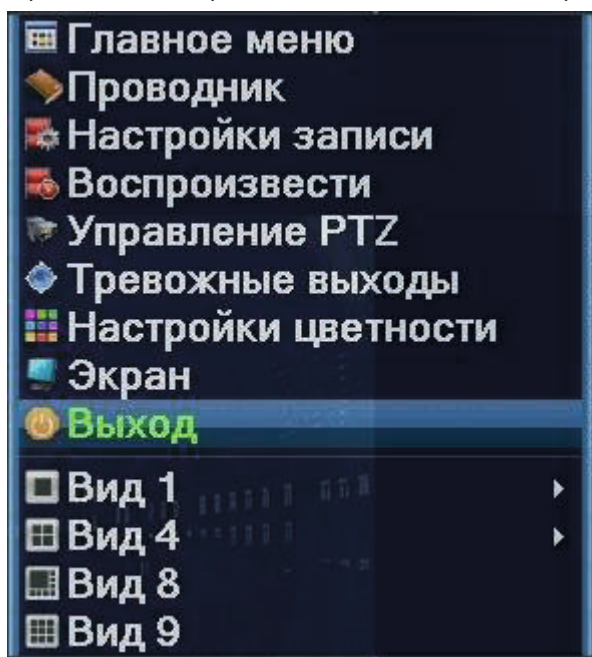 Главное меню
Проводник
Настройки записи
Воспроизвести
Управление PTZ
Тревожные выходы
Настройки цветности
Экран
Выход
Вид 1
Вид 4
Вид 8
Вид 9